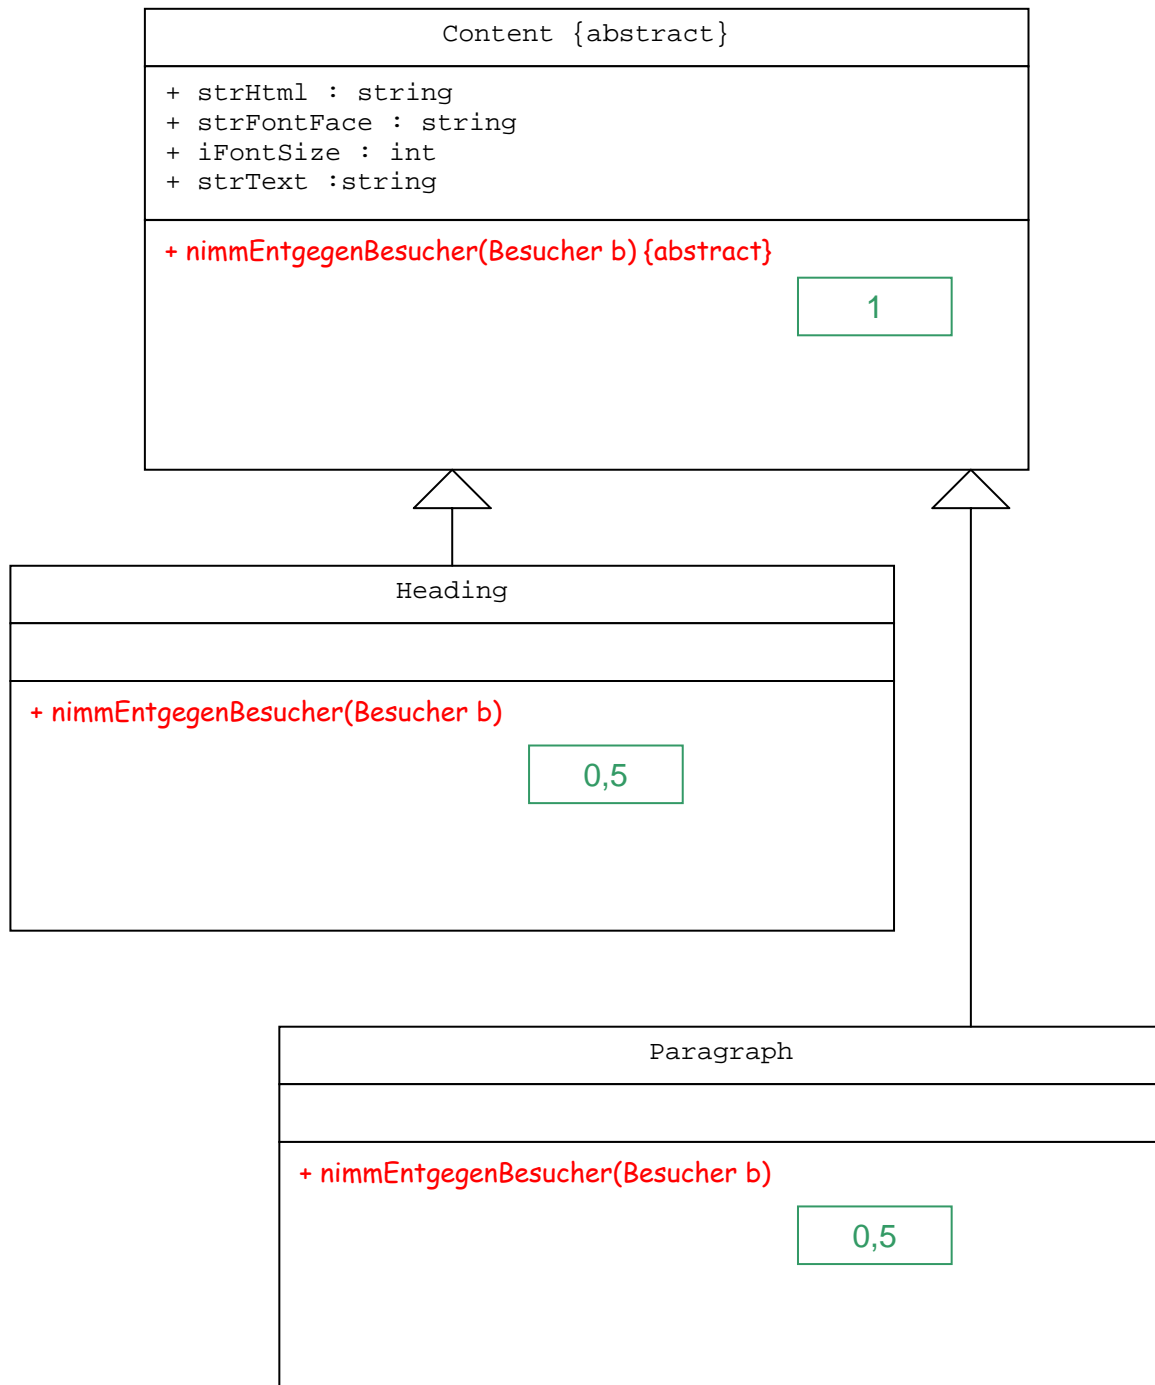 Content {abstract}
+ strHtml : string
+ strFontFace : string
+ iFontSize : int
+ strText :string
+ nimmEntgegenBesucher(Besucher b) {abstract}
1
Heading
+ nimmEntgegenBesucher(Besucher b)
0,5
Paragraph
+ nimmEntgegenBesucher(Besucher b)
0,5